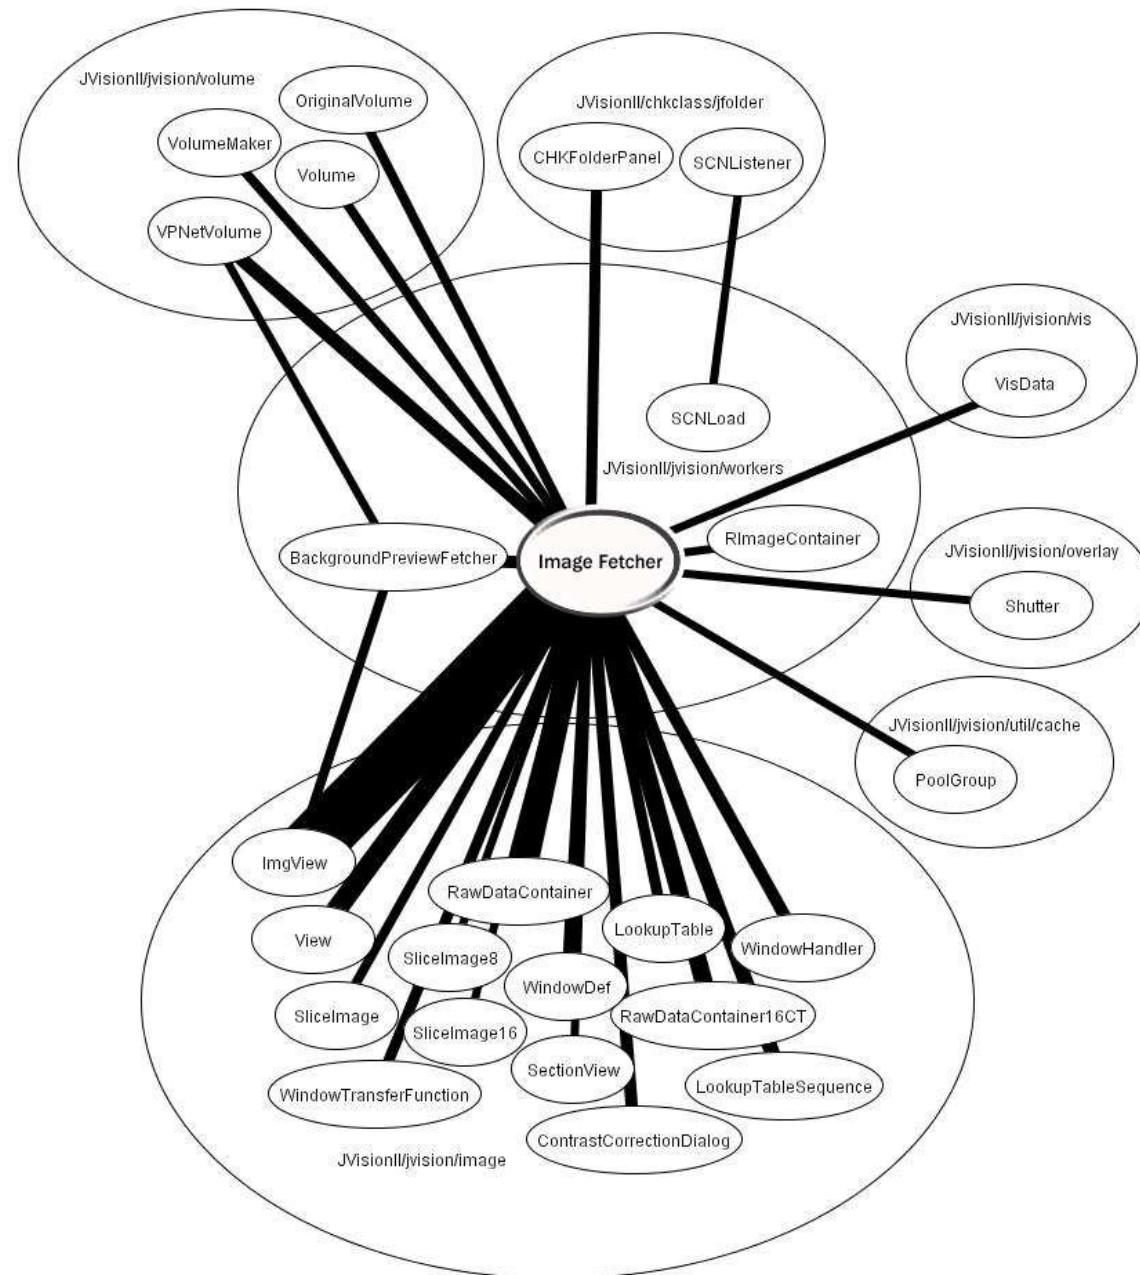 JVisionII/jvision/volume
OriginalVolume
VolumeMaker
Volume
VPNetVolume
JVisionII/chkclass/jfolder
CHKFolderPanel
SCNListener
JVisionII/jvision/vis
VisData
SCNLoad
JVisionII/jvision/workers
RImageContainer
BackgroundPreviewFetcher
Image Fetcher
JVisionII/jvision/overlay
Shutter
JVisionII/jvision/util/cache
PoolGroup
ImgView
RawDataContainer
View
LookupTable
WindowHandler
SliceImage8
WindowDef
SliceImage
SliceImage16
RawDataContainer16CT
SectionView
LookupTableSequence
WindowTransferFunction
ContrastCorrectionDialog
JVisionII/jvision/image